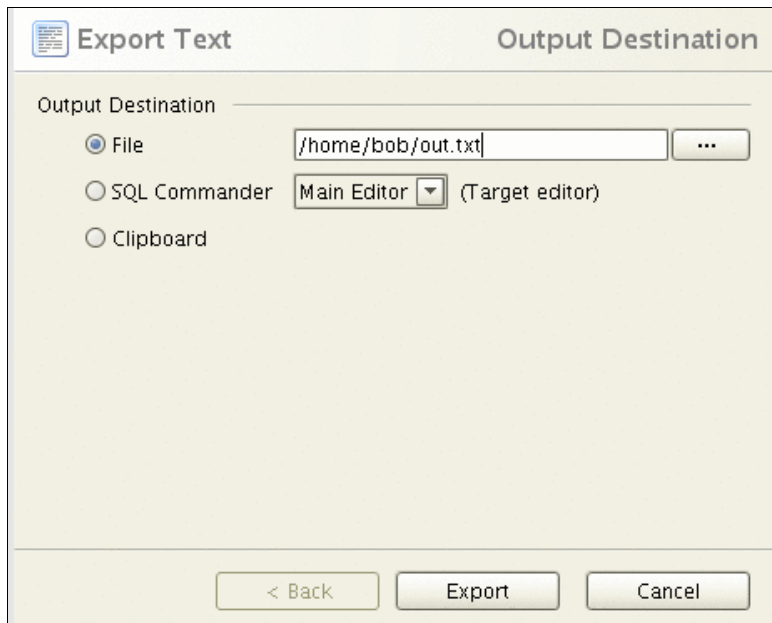 Export Text Output Destination
Output Destination
File /home/bob/out.txt ...
SQL Commander Main Editor (Target editor)
Clipboard
< Back Export Cancel